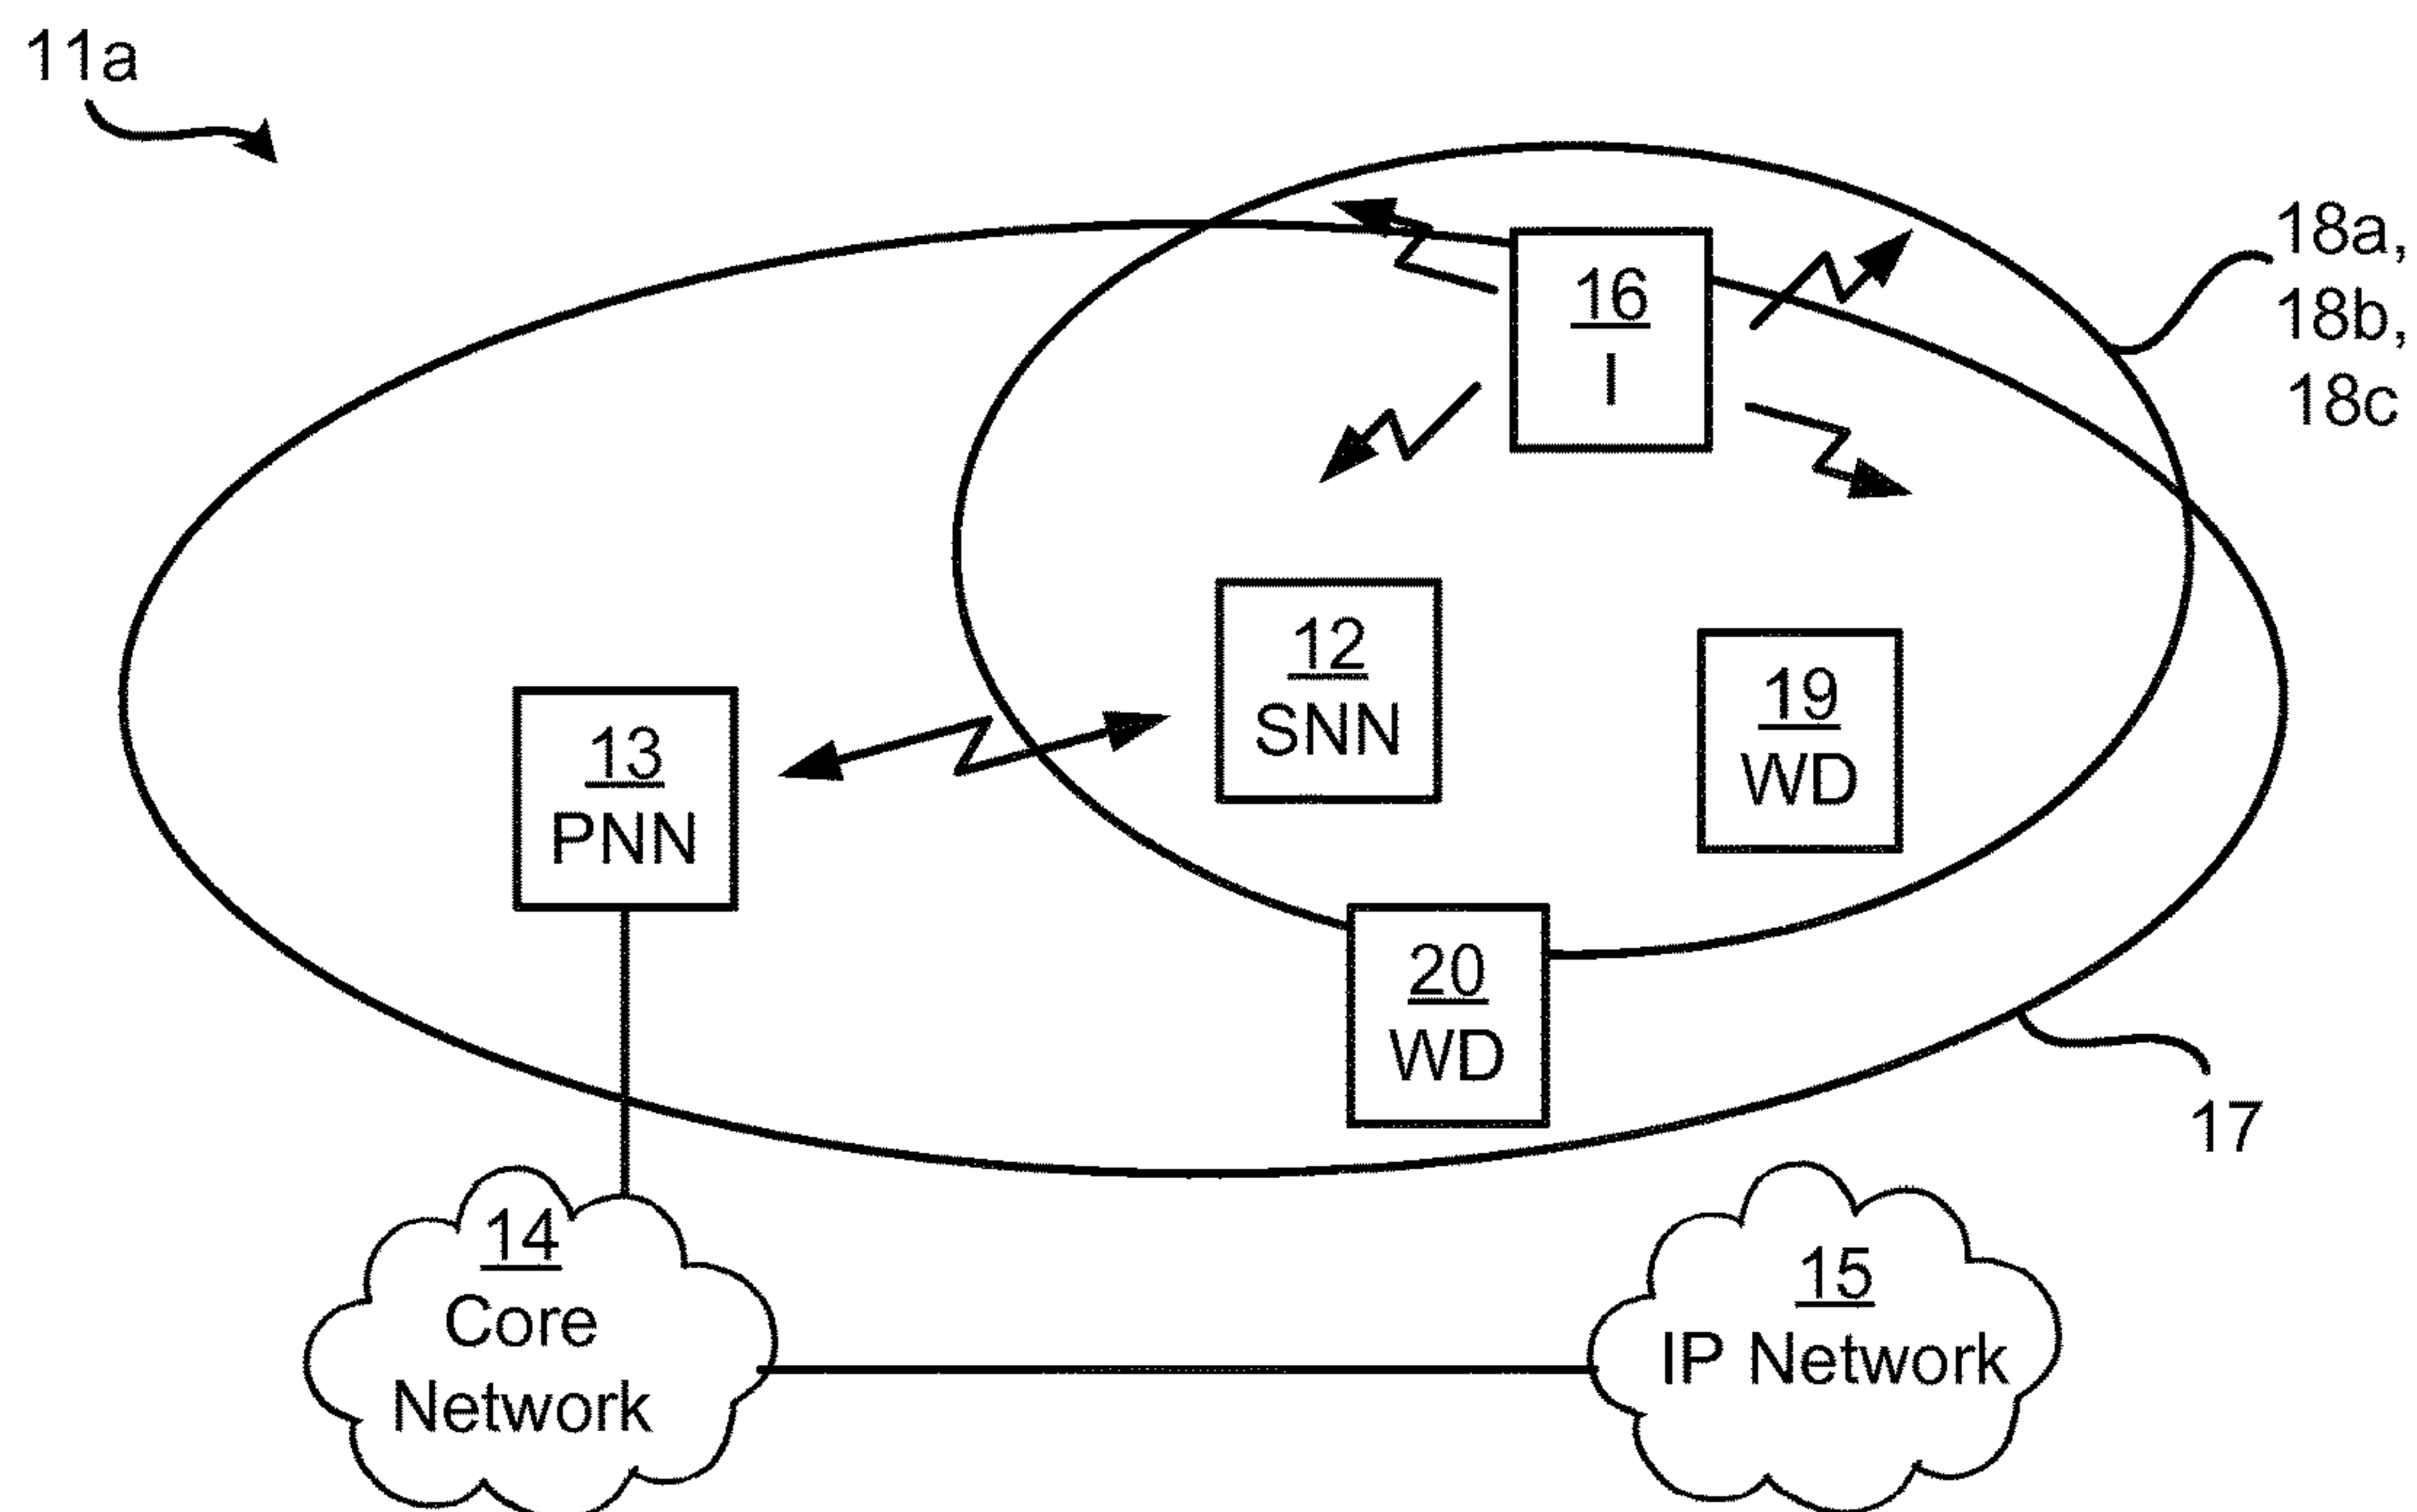 11a
18a,
18b,
18c
16
I
12
SNN
19
WD
13
PNN
20
WD
17
14
Core
Network
15
IP Network